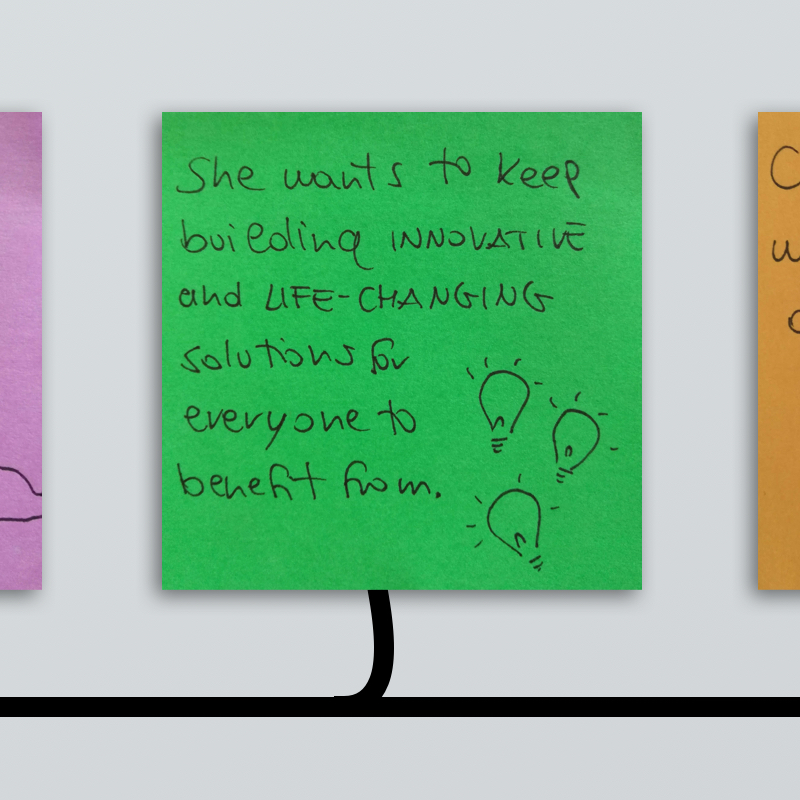 She wants to keep
building INNOVATIVE
and LIFE-CHANGING
solutions for
everyone to
benefit from.